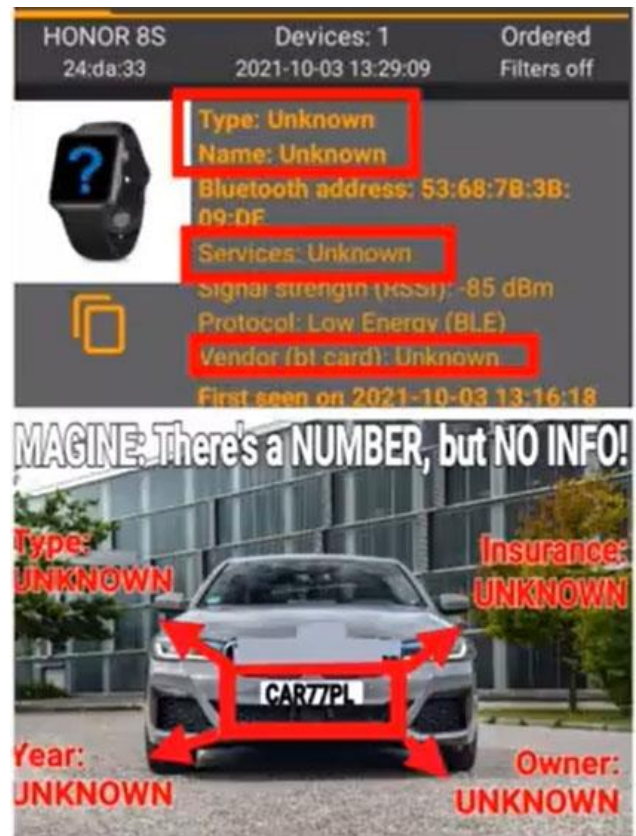 HONOR 8S Devices: 1 Ordered
24:da:33 2021-10-03 13:29:09 Filters off
Type: Unknown
Name: Unknown
Bluetooth address: 53:68:7B:3B:
09:DE
Services: Unknown
Signal strength (RSSI): -85 dBm
Protocol: Low Energy (BLE)
Vendor (bt card): Unknown
First seen on 2021-10-03 13:16:18
?
MAGINE: There's a NUMBER, but NO INFO!
Type:
UNKNOWN
Insurance:
UNKNOWN
CAR77PL
Year:
UNKNOWN
Owner:
UNKNOWN